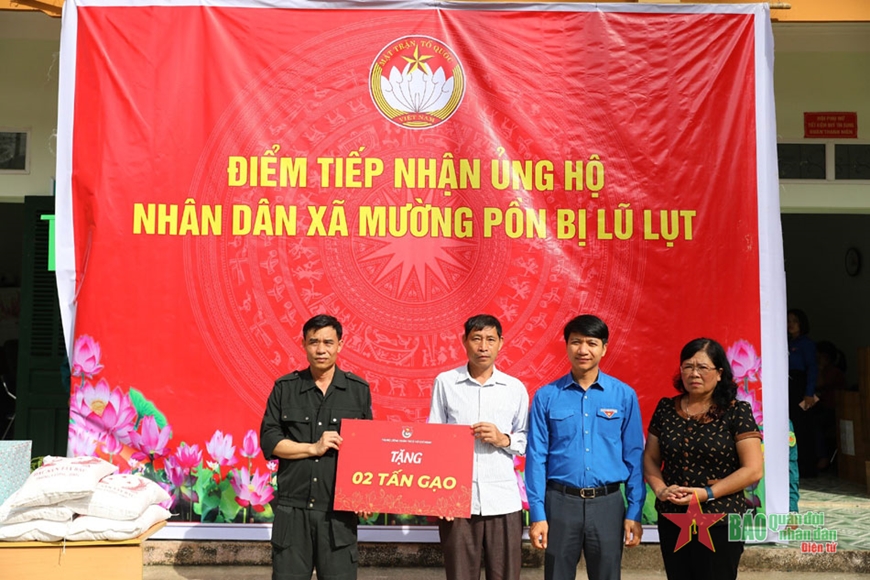 MẶT TRẬN TỔ QUỐC
VIỆT NAM
ĐIỂM TIẾP NHẬN ỦNG HỘ
NHÂN DÂN XÃ MƯỜNG PÔN BỊ LŨ LỤT
TẶNG
02 TẤN GẠO
BÁO Quân đội
nhân dân
Điện tử